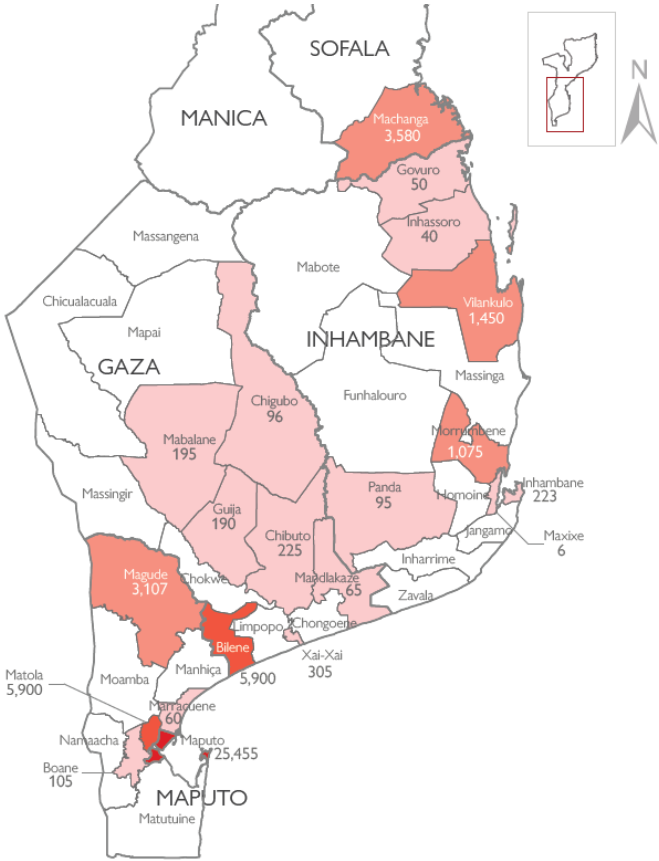 SOFALA
N
MANICA
Machanga
3,580
Govuro
50
Inhassoro
40
Massangena
Mabote
Chicualacuala
Vilankulo
1,450
Mapai
INHAMBANE
GAZA
Massinga
Funhalouro
Chigubo
96
Morrumbene
1,075
Mabalane
195
Inhambane
223
Panda
95
Massingir
Homoine
Guija
190
Chibuto
225
Jangamo
Maxixe
6
Inharrime
Magude
3,107
Chokwe
Mandlakaze
65
Zavala
Limpopo
Chongoene
Bilene
5,900
Xai-Xai
305
Matola
5,900
Moamba
Manhiça
Marracuene
60
Namaacha
Maputo
25,455
Boane
105
MAPUTO
Matutuine